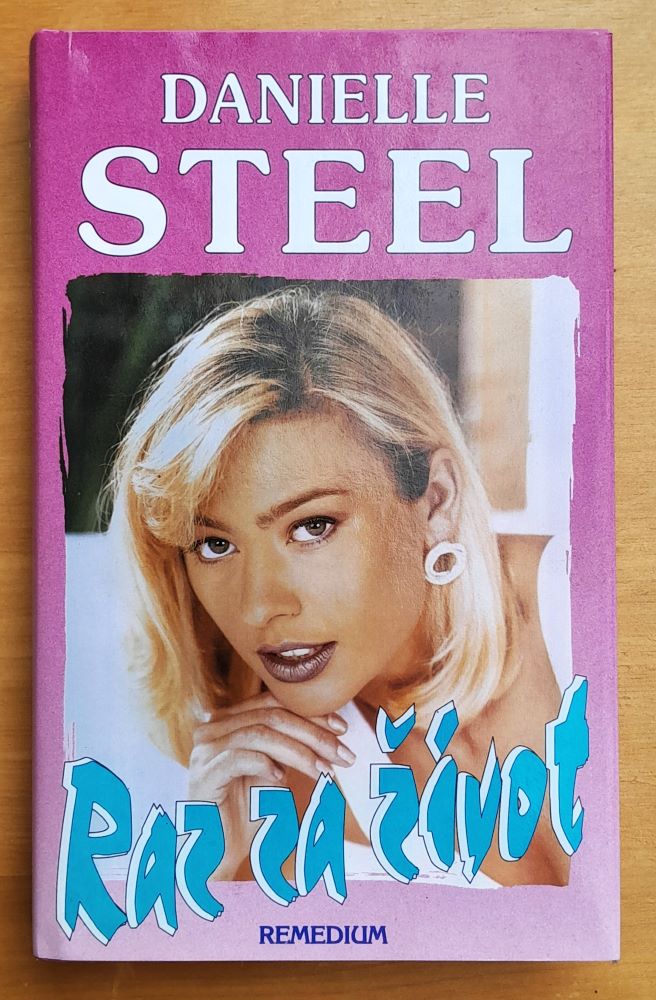 DANIELLE
STEEL
Raz za život
REMEDIUM